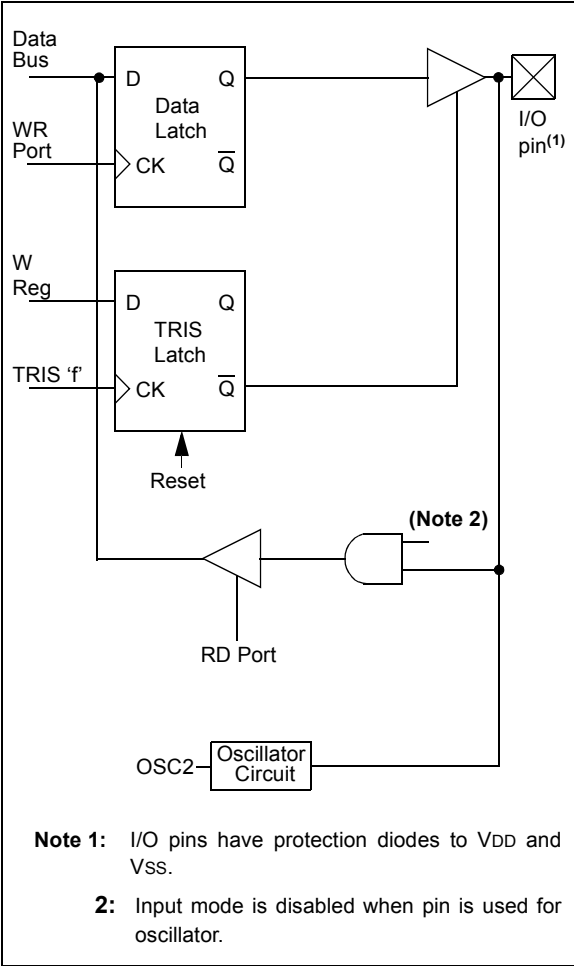 Data
Bus
D
Q
Data
Latch
WR
Port
CK
Q̅
I/O
pin(1)
W
Reg
D
Q
TRIS
Latch
TRIS ‘f’
CK
Q̅
Reset
(Note 2)
RD Port
OSC2
Oscillator
Circuit
Note 1: I/O pins have protection diodes to VDD and
VSS.
2: Input mode is disabled when pin is used for
oscillator.